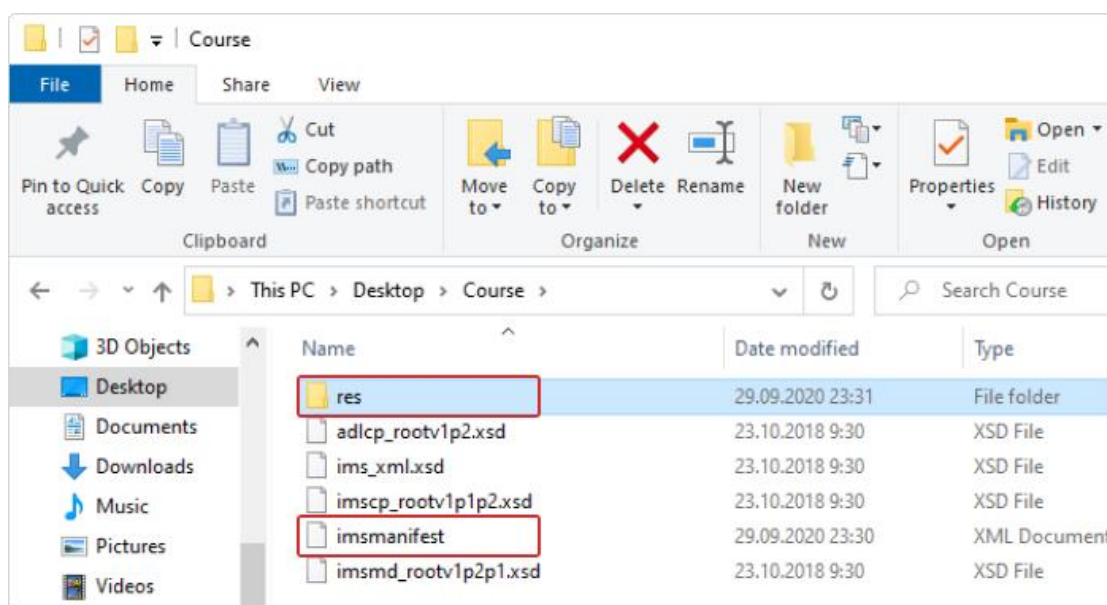 Course
File Home Share View
Pin to Quick access
Copy
Paste
Cut
Copy path
Paste shortcut
Move to
Copy to
Delete
Rename
New folder
Properties
Open
Edit
History
Clipboard
Organize
New
Open
This PC > Desktop > Course >
Search Course
3D Objects
Desktop
Documents
Downloads
Music
Pictures
Videos
Name Date modified Type
res 29.09.2020 23:31 File folder
adlcp_rootv1p2.xsd 23.10.2018 9:30 XSD File
ims_xml.xsd 23.10.2018 9:30 XSD File
imscp_rootv1p1p2.xsd 23.10.2018 9:30 XSD File
imsmanifest 29.09.2020 23:30 XML Document
imsmd_rootv1p2p1.xsd 23.10.2018 9:30 XSD File